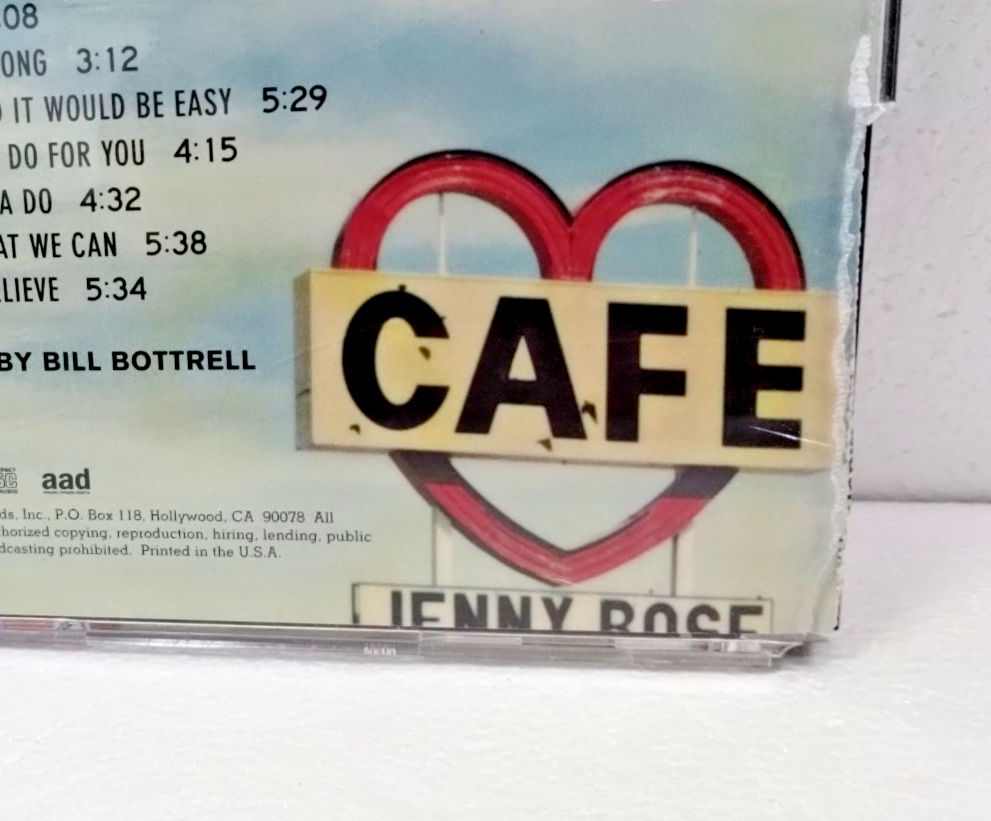 :08
ONG 3:12
IT WOULD BE EASY 5:29
DO FOR YOU 4:15
A DO 4:32
AT WE CAN 5:38
LIEVE 5:34
BY BILL BOTTRELL
CAFE
aad
ds, Inc., P.O. Box 118, Hollywood, CA 90078 All
horized copying, reproduction, hiring, lending, public
dcasting prohibited. Printed in the U.S.A.
JENNY ROSE